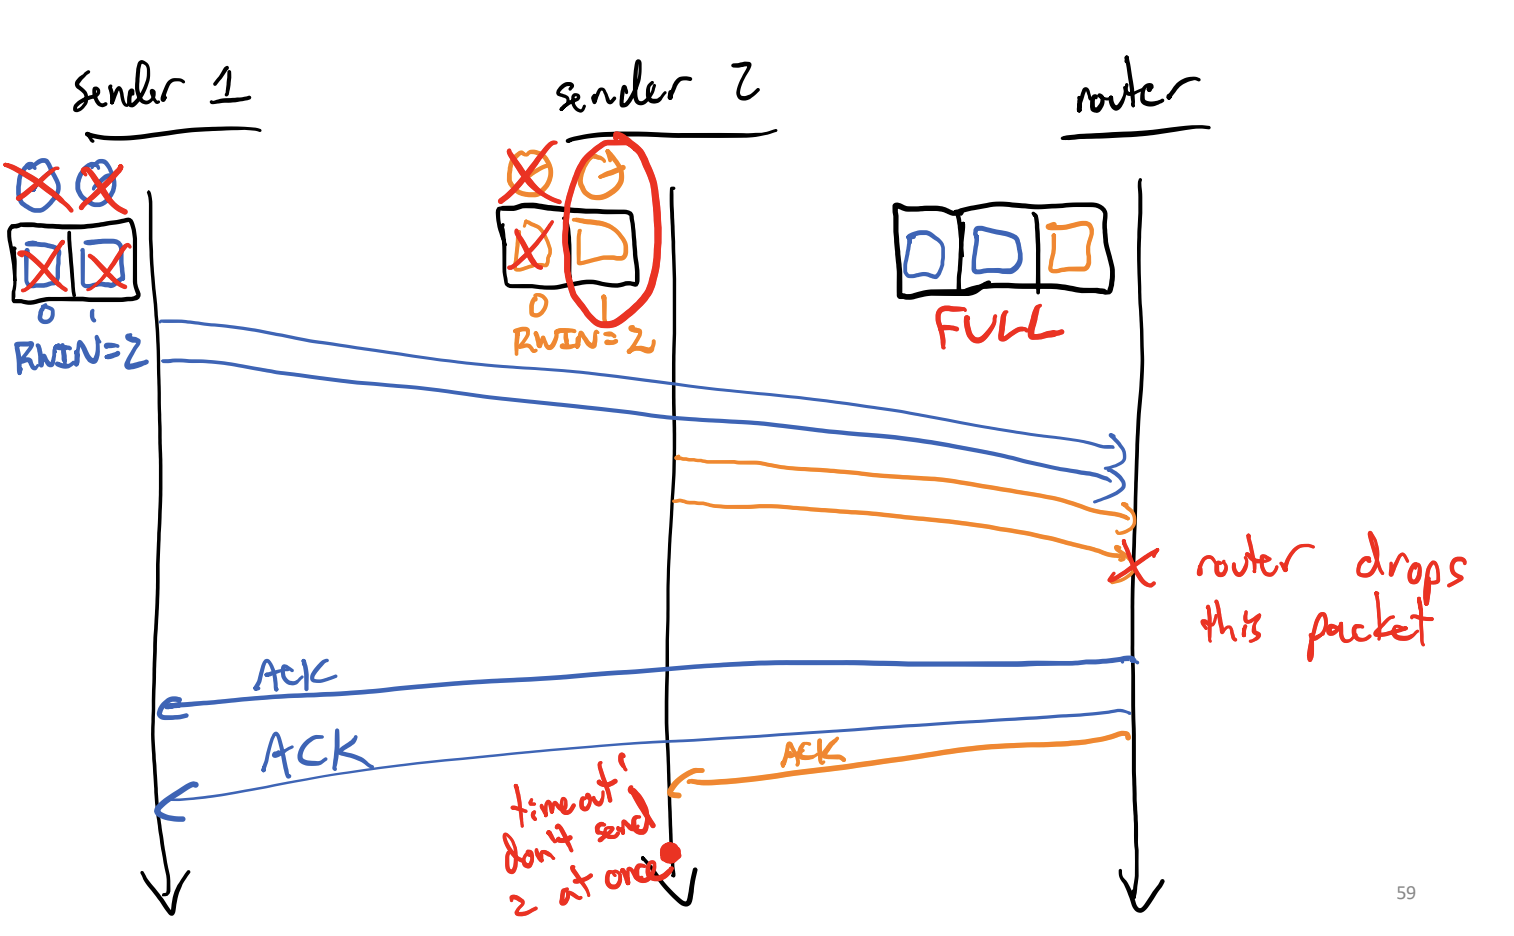 sender 1
sender 2
router
0 1
RWIN=2
0 1
RWIN=2
FULL
router drops
this packet
ACK
ACK
ACK
timeout!
don't send
2 at once
59